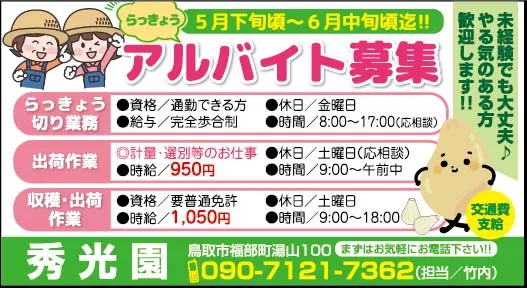 らっきょう
5月下旬頃~6月中旬頃迄!!
アルバイト募集
未経験でも大丈夫♪
やる気のある方
歓迎します!!
らっきょう
切り業務
●資格/通勤できる方 ●休日/金曜日
●給与/完全歩合制 ●時間/8:00~17:00(応相談)
出荷作業
◎計量・選別等のお仕事 ●休日/土曜日(応相談)
●時給/950円 ●時間/9:00~午前中
収穫・出荷
作業
●資格/要普通免許 ●休日/土曜日
●時給/1,050円 ●時間/9:00~18:00
交通費
支給
秀光園
鳥取市福部町湯山100 まずはお気軽にお電話下さい!!
090-7121-7362(担当/竹内)